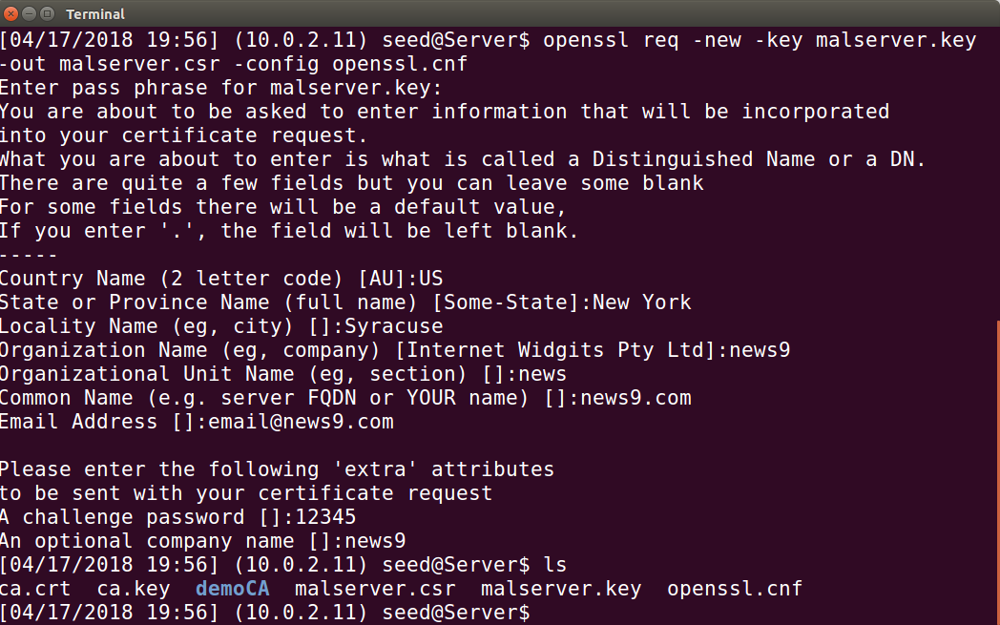 Terminal
[04/17/2018 19:56] (10.0.2.11) seed@Server$ openssl req -new -key malserver.key
-out malserver.csr -config openssl.cnf
Enter pass phrase for malserver.key:
You are about to be asked to enter information that will be incorporated
into your certificate request.
What you are about to enter is what is called a Distinguished Name or a DN.
There are quite a few fields but you can leave some blank
For some fields there will be a default value,
If you enter '.', the field will be left blank.
-----
Country Name (2 letter code) [AU]:US
State or Province Name (full name) [Some-State]:New York
Locality Name (eg, city) []:Syracuse
Organization Name (eg, company) [Internet Widgits Pty Ltd]:news9
Organizational Unit Name (eg, section) []:news
Common Name (e.g. server FQDN or YOUR name) []:news9.com
Email Address []:email@news9.com

Please enter the following 'extra' attributes
to be sent with your certificate request
A challenge password []:12345
An optional company name []:news9
[04/17/2018 19:56] (10.0.2.11) seed@Server$ ls
ca.crt  ca.key  demoCA  malserver.csr  malserver.key  openssl.cnf
[04/17/2018 19:56] (10.0.2.11) seed@Server$